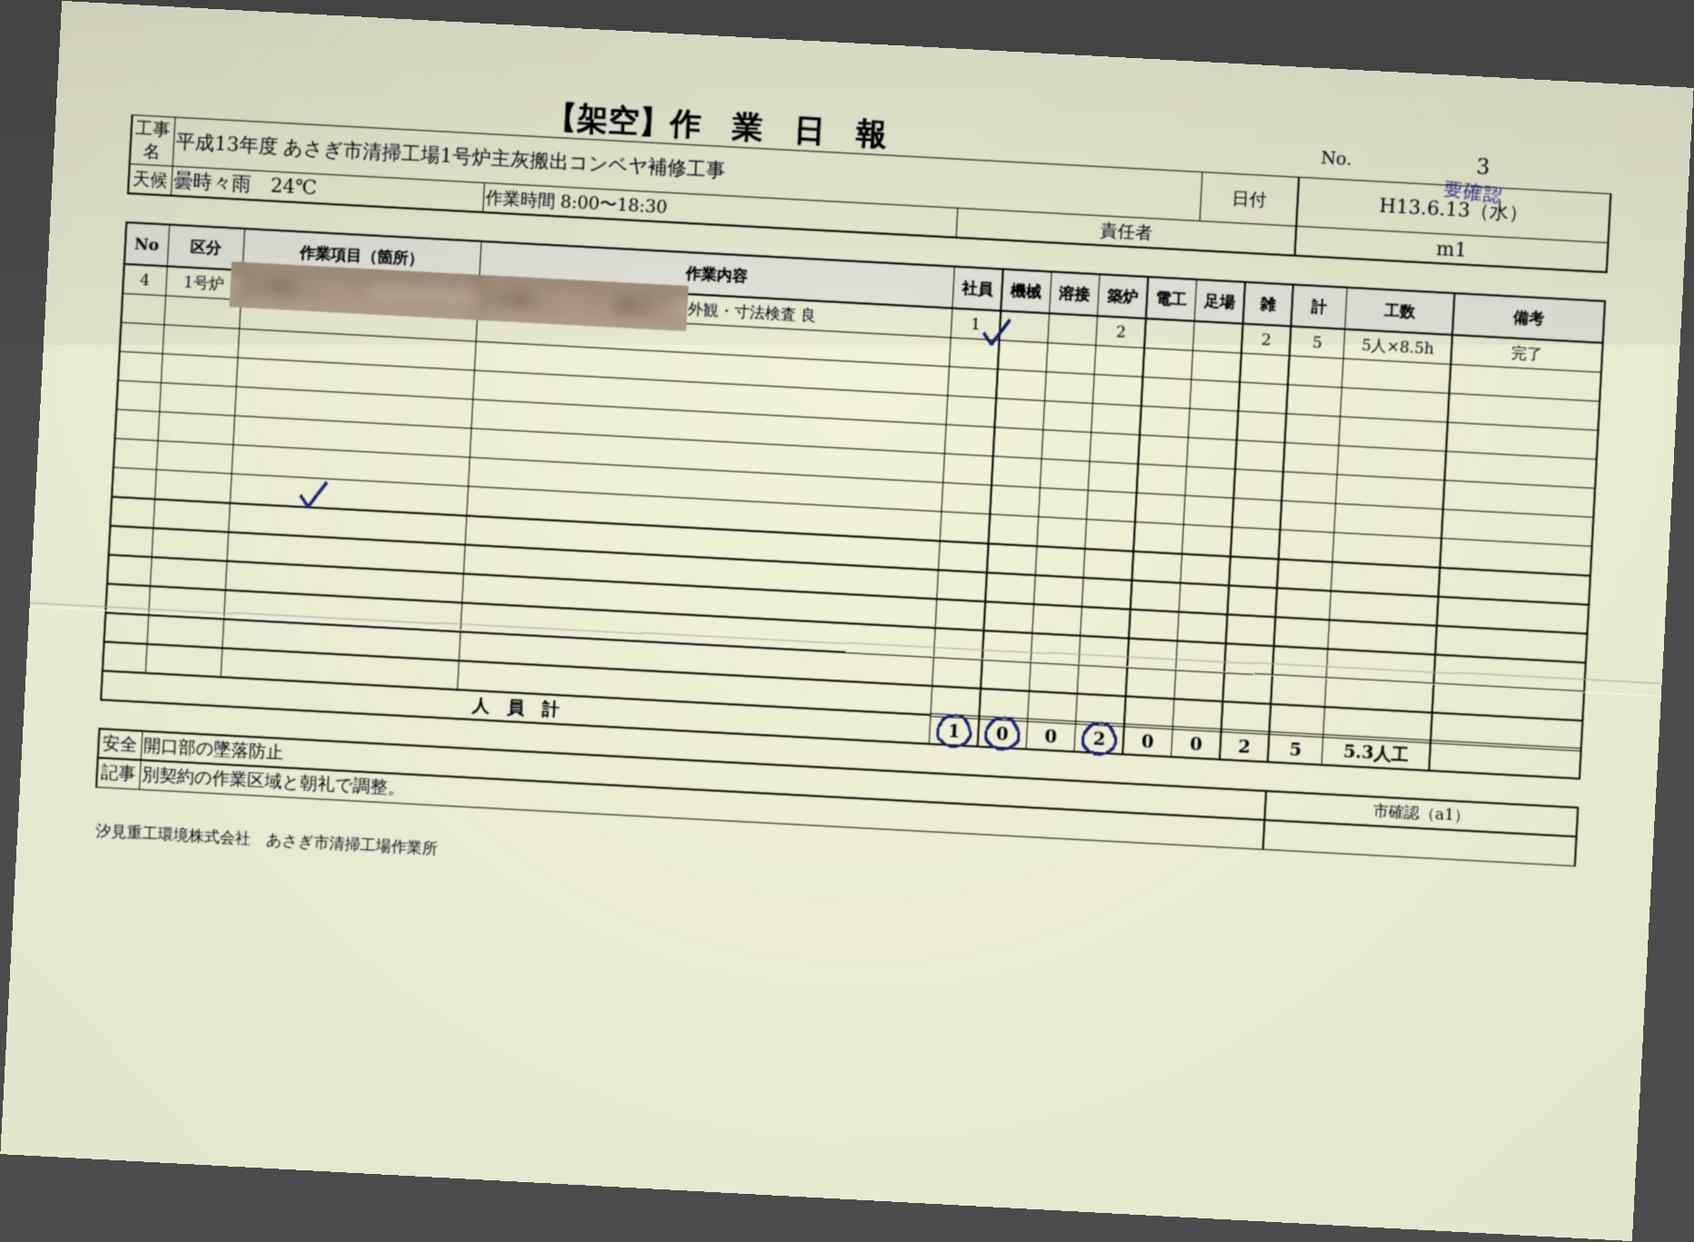 【架空】作 業 日 報
No. 3
工事名 平成13年度 あさぎ市清掃工場1号炉主灰搬出コンベヤ補修工事 日付 H13.6.13（水）
要確認
天候 曇時々雨 24℃ 作業時間 8:00〜18:30 責任者 m1
No 区分 作業項目（箇所） 作業内容 社員 機械 溶接 築炉 電工 足場 雑 計 工数 備考
4 1号炉 外観・寸法検査 良 1 2 2 5 5人×8.5h 完了
人 員 計 1 0 0 2 0 0 2 5 5.3人工
安全 開口部の墜落防止
記事 別契約の作業区域と朝礼で調整。
市確認（a1）
汐見重工環境株式会社 あさぎ市清掃工場作業所